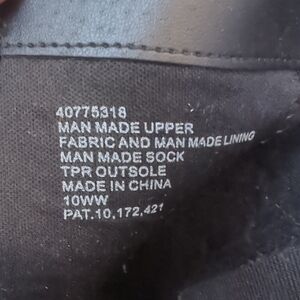 40775318
MAN MADE UPPER
FABRIC AND MAN MADE LINING
MAN MADE SOCK
TPR OUTSOLE
MADE IN CHINA
10WW
PAT.10,172,421